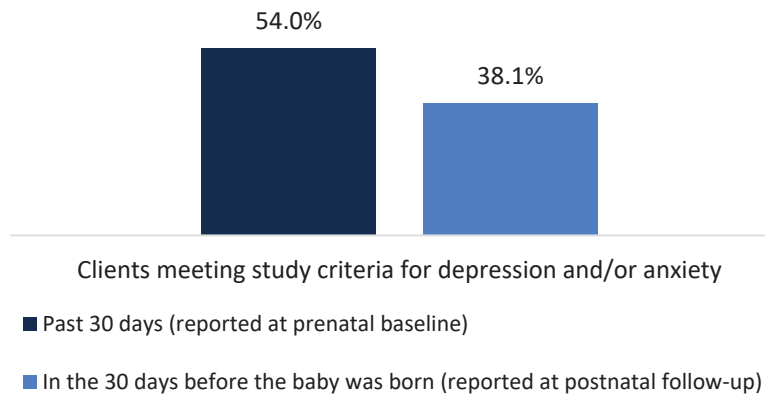 54.0%
38.1%
Clients meeting study criteria for depression and/or anxiety
Past 30 days (reported at prenatal baseline)
In the 30 days before the baby was born (reported at postnatal follow-up)